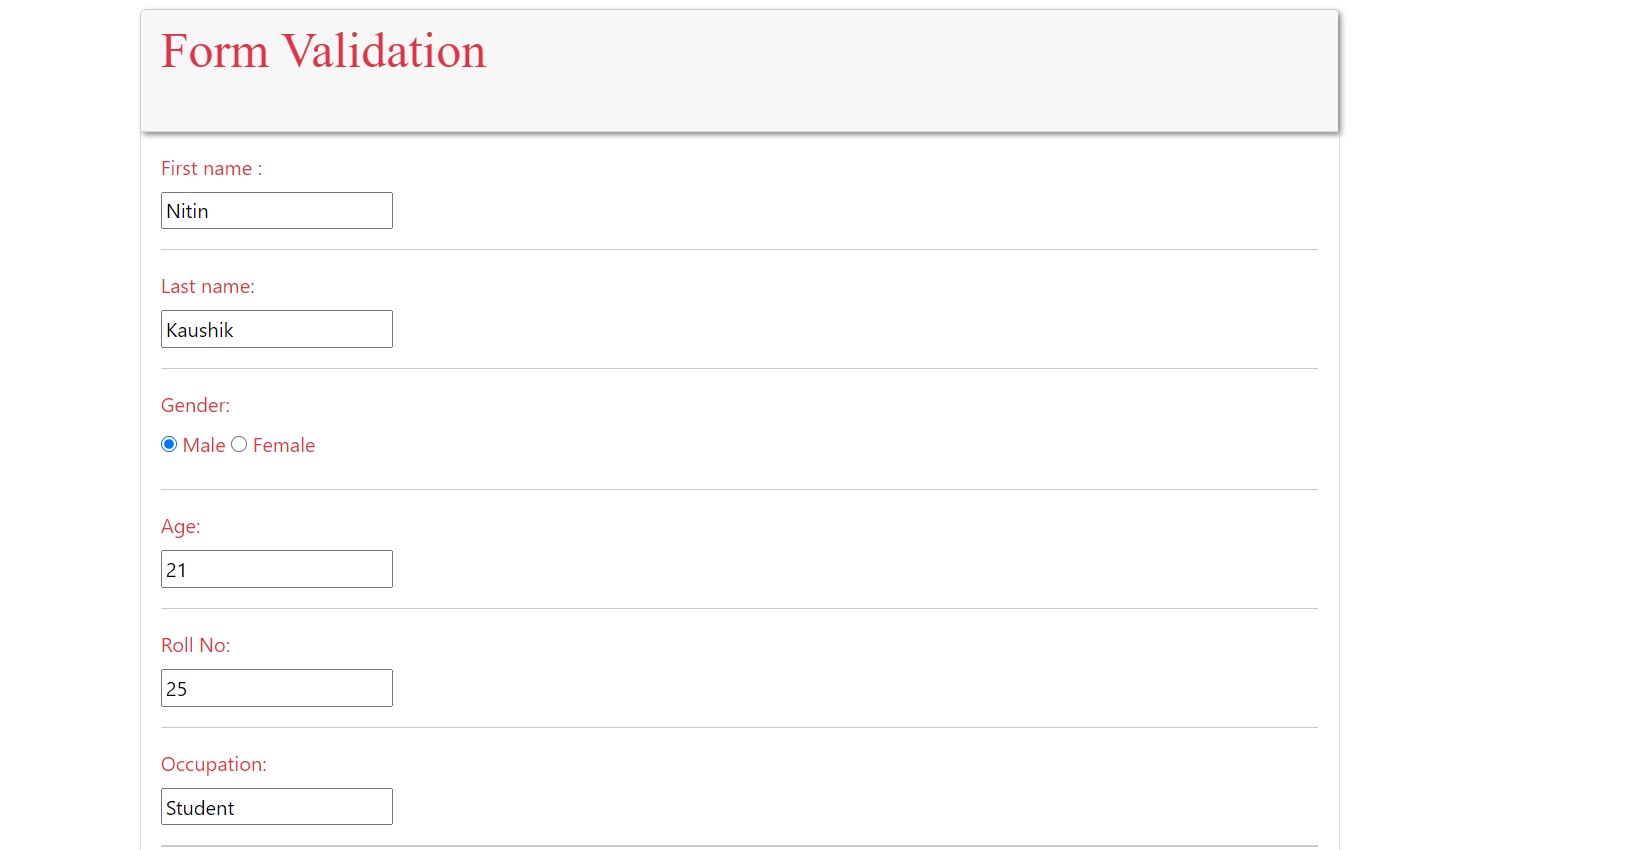 Form Validation
First name :
Nitin
Last name:
Kaushik
Gender:
Male Female
Age:
21
Roll No:
25
Occupation:
Student